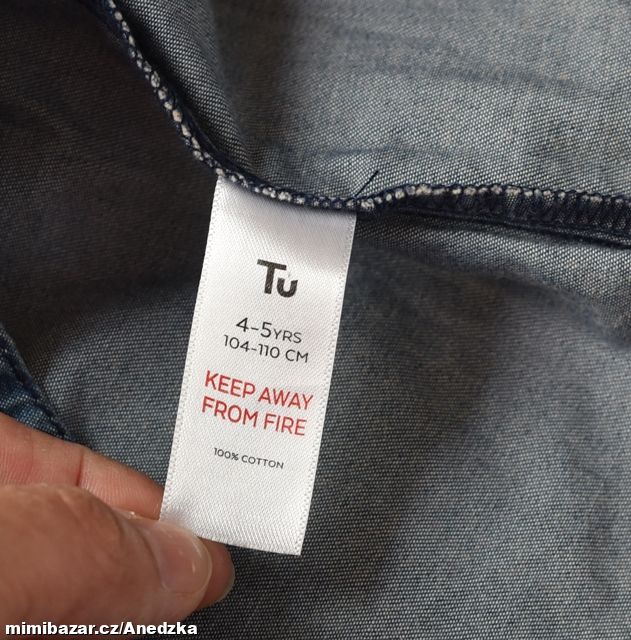 Tu
4-5YRS
104-110 CM
KEEP AWAY
FROM FIRE
100% COTTON
mimibazar.cz/Anedzka